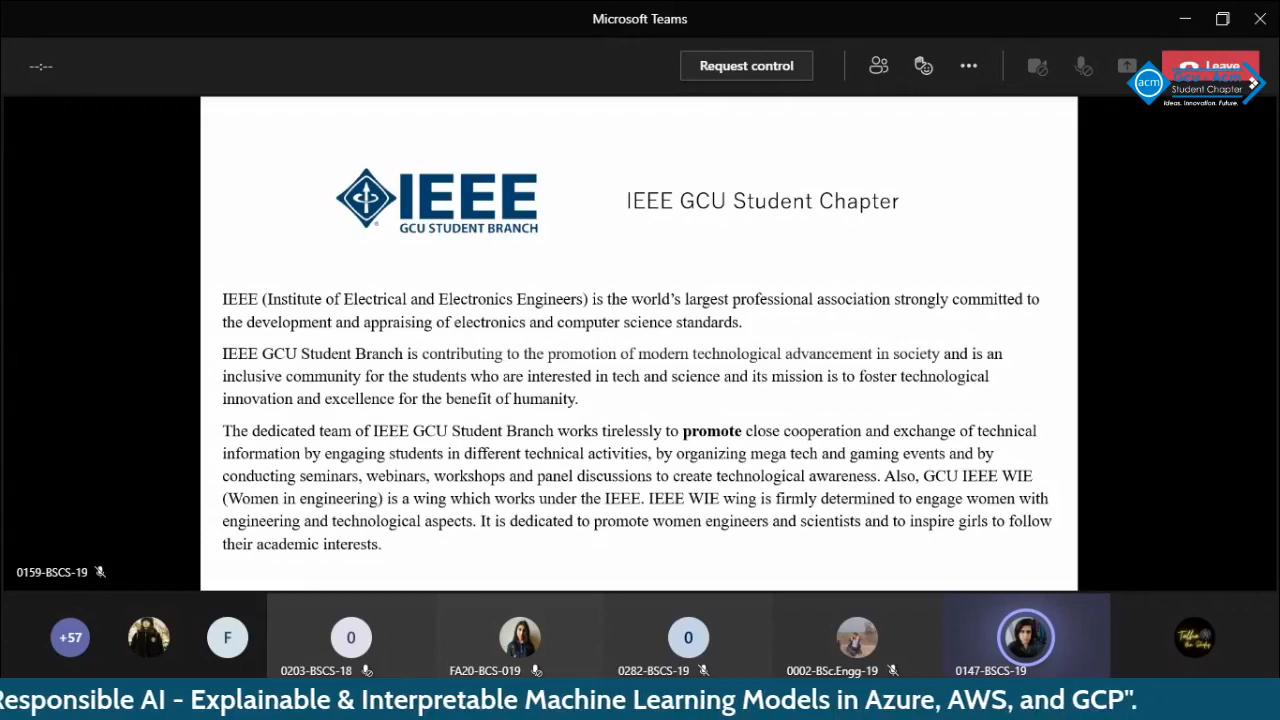 Microsoft Teams
--:--
Request control
Leave
acm
GCU - ACM
Student Chapter
Ideas. Innovation. Future.
IEEE
GCU STUDENT BRANCH
IEEE GCU Student Chapter
IEEE (Institute of Electrical and Electronics Engineers) is the world's largest professional association strongly committed to
the development and appraising of electronics and computer science standards.
IEEE GCU Student Branch is contributing to the promotion of modern technological advancement in society and is an
inclusive community for the students who are interested in tech and science and its mission is to foster technological
innovation and excellence for the benefit of humanity.
The dedicated team of IEEE GCU Student Branch works tirelessly to promote close cooperation and exchange of technical
information by engaging students in different technical activities, by organizing mega tech and gaming events and by
conducting seminars, webinars, workshops and panel discussions to create technological awareness. Also, GCU IEEE WIE
(Women in engineering) is a wing which works under the IEEE. IEEE WIE wing is firmly determined to engage women with
engineering and technological aspects. It is dedicated to promote women engineers and scientists and to inspire girls to follow
their academic interests.
0159-BSCS-19
+57
F
0
0
0203-BSCS-18
FA20-BCS-019
0282-BSCS-19
0002-BSc.Engg-19
0147-BSCS-19
Responsible AI - Explainable & Interpretable Machine Learning Models in Azure, AWS, and GCP".